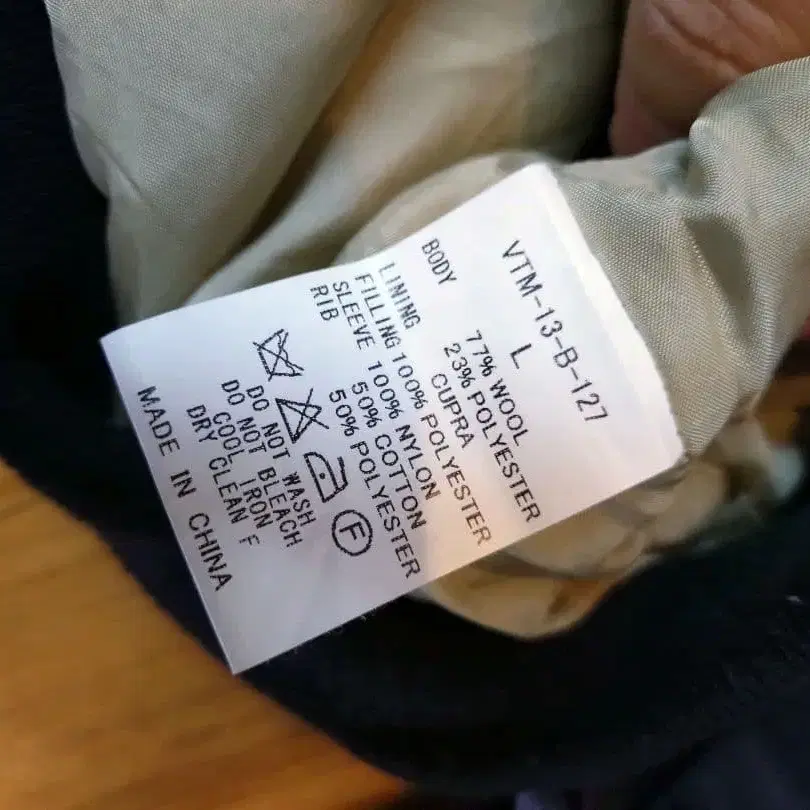 VTM-13-B-127
L
BODY 77% WOOL
23% POLYESTER
LINING CUPRA
FILLING 100% POLYESTER
SLEEVE 100% NYLON
RIB 50% COTTON
50% POLYESTER
F
DO NOT WASH
DO NOT BLEACH
COOL IRON
DRY CLEAN F
MADE IN CHINA